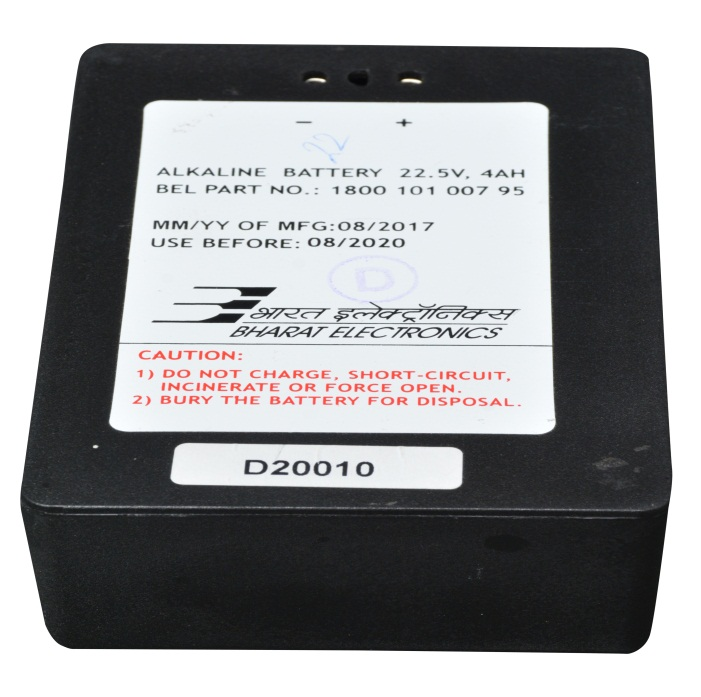 - +
22
ALKALINE BATTERY 22.5V, 4AH
BEL PART NO.: 1800 101 007 95
MM/YY OF MFG:08/2017
USE BEFORE: 08/2020
D
भारत इलेक्ट्रॉनिक्स
BHARAT ELECTRONICS
CAUTION:
1) DO NOT CHARGE, SHORT-CIRCUIT,
INCINERATE OR FORCE OPEN.
2) BURY THE BATTERY FOR DISPOSAL.
D20010